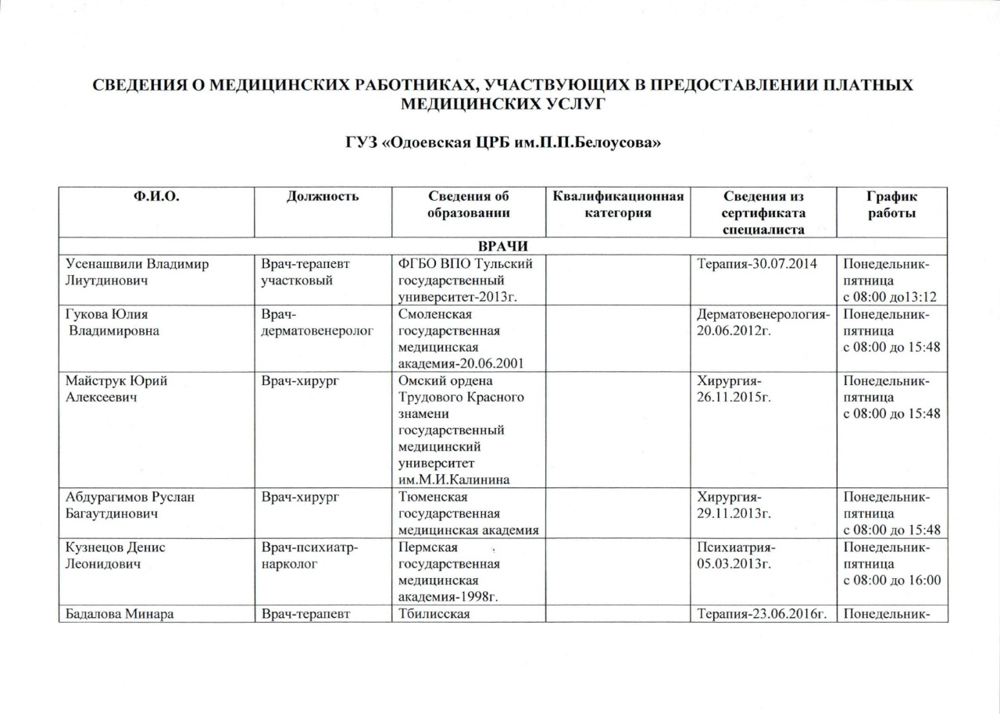 СВЕДЕНИЯ О МЕДИЦИНСКИХ РАБОТНИКАХ, УЧАСТВУЮЩИХ В ПРЕДОСТАВЛЕНИИ ПЛАТНЫХ
МЕДИЦИНСКИХ УСЛУГ
ГУЗ «Одоевская ЦРБ им.П.П.Белоусова»
Ф.И.О.
Должность
Сведения об
образовании
Квалификационная
категория
Сведения из
сертификата
специалиста
График
работы
ВРАЧИ
Усенашвили Владимир
Лиутдинович
Врач-терапевт
участковый
ФГБО ВПО Тульский
государственный
университет-2013г.
Терапия-30.07.2014
Понедельник-
пятница
с 08:00 до13:12
Гукова Юлия
Владимировна
Врач-
дерматовенеролог
Смоленская
государственная
медицинская
академия-20.06.2001
Дерматовенерология-
20.06.2012г.
Понедельник-
пятница
с 08:00 до 15:48
Майструк Юрий
Алексеевич
Врач-хирург
Омский ордена
Трудового Красного
знамени
государственный
медицинский
университет
им.М.И.Калинина
Хирургия-
26.11.2015г.
Понедельник-
пятница
с 08:00 до 15:48
Абдурагимов Руслан
Багаутдинович
Врач-хирург
Тюменская
государственная
медицинская академия
Хирургия-
29.11.2013г.
Понедельник-
пятница
с 08:00 до 15:48
Кузнецов Денис
Леонидович
Врач-психиатр-
нарколог
Пермская
государственная
медицинская
академия-1998г.
Психиатрия-
05.03.2013г.
Понедельник-
пятница
с 08:00 до 16:00
Бадалова Минара
Врач-терапевт
Тбилисская
Терапия-23.06.2016г.
Понедельник-